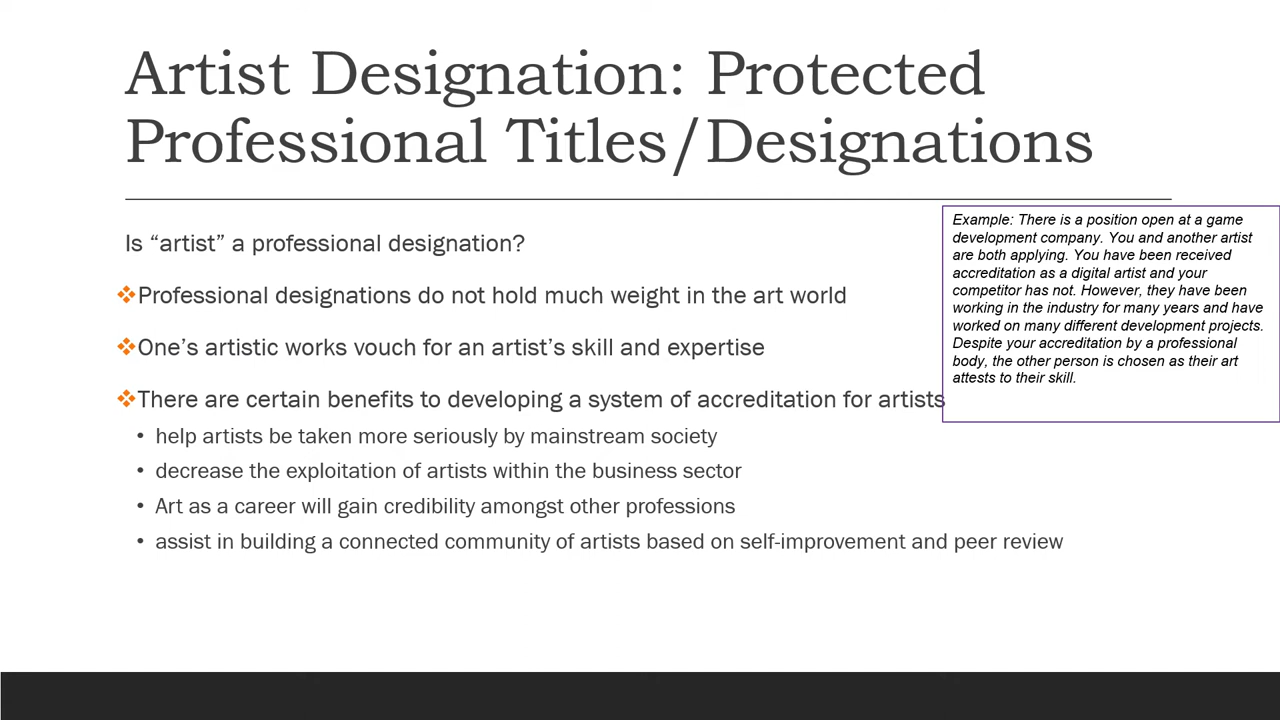 Artist Designation: Protected
Professional Titles/Designations
Is “artist” a professional designation?
❖Professional designations do not hold much weight in the art world
❖One’s artistic works vouch for an artist’s skill and expertise
❖There are certain benefits to developing a system of accreditation for artists
• help artists be taken more seriously by mainstream society
• decrease the exploitation of artists within the business sector
• Art as a career will gain credibility amongst other professions
• assist in building a connected community of artists based on self-improvement and peer review
Example: There is a position open at a game
development company. You and another artist
are both applying. You have been received
accreditation as a digital artist and your
competitor has not. However, they have been
working in the industry for many years and have
worked on many different development projects.
Despite your accreditation by a professional
body, the other person is chosen as their art
attests to their skill.